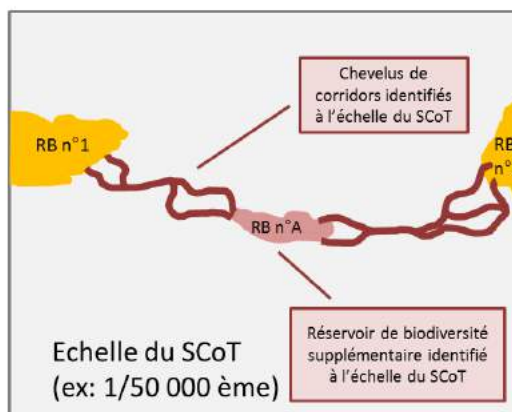 Chevelus de
corridors identifiés
à l'échelle du SCoT
RB n°1
RB
n°
RB n°A
Echelle du SCoT
(ex: 1/50 000 ème)
Réservoir de biodiversité
supplémentaire identifié
à l'échelle du SCoT